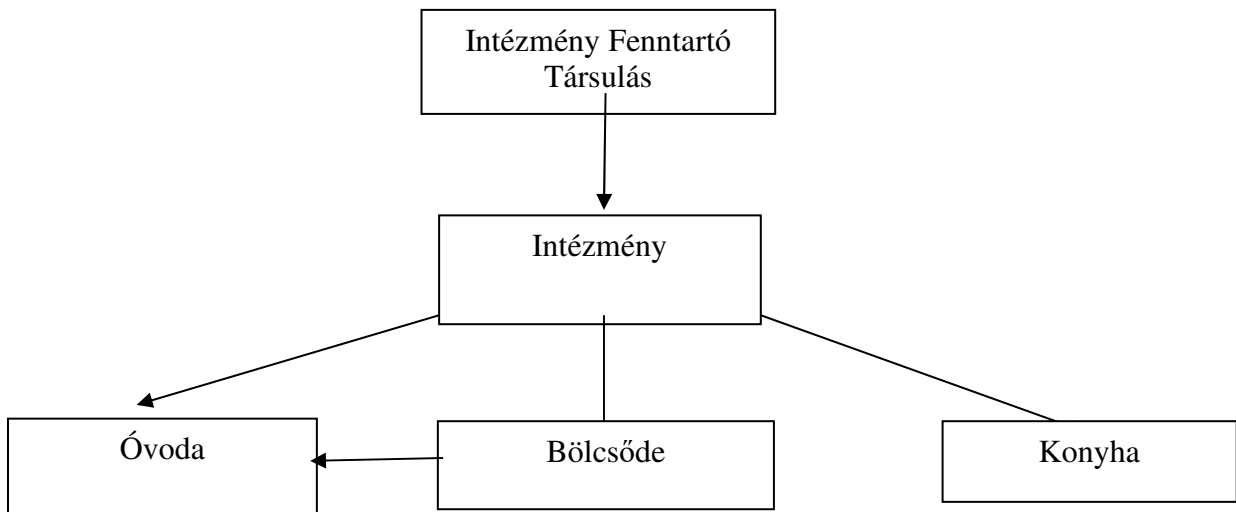 Intézmény Fenntartó
Társulás
Intézmény
Óvoda
Bölcsőde
Konyha